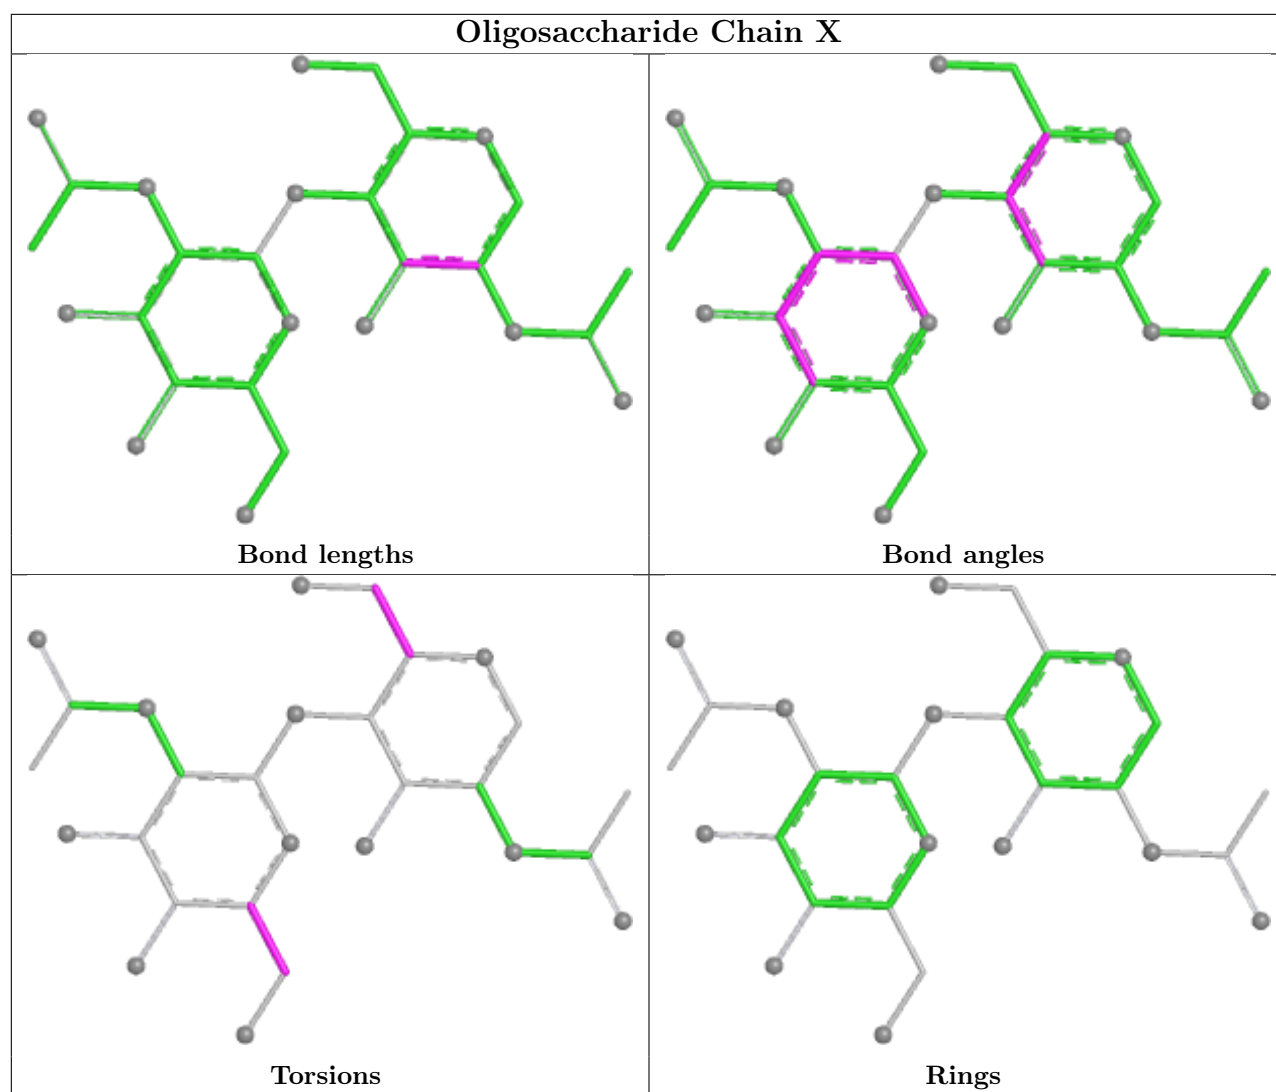 Oligosaccharide Chain X
Bond lengths
Bond angles
Torsions
Rings